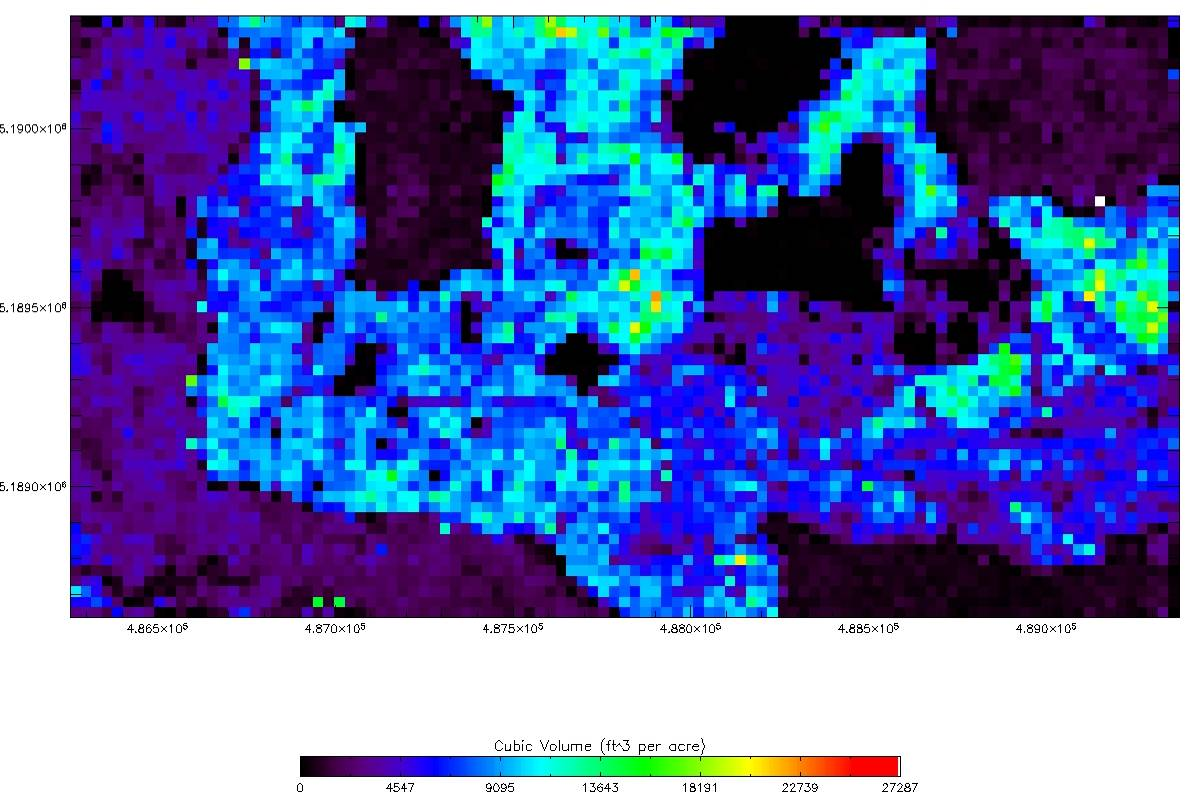 5.1900×10⁶
5.1895×10⁶
5.1890×10⁶
4.865×10⁵ 4.870×10⁵ 4.875×10⁵ 4.880×10⁵ 4.885×10⁵ 4.890×10⁵
Cubic Volume (ft^3 per acre)
0 4547 9095 13643 18191 22739 27287